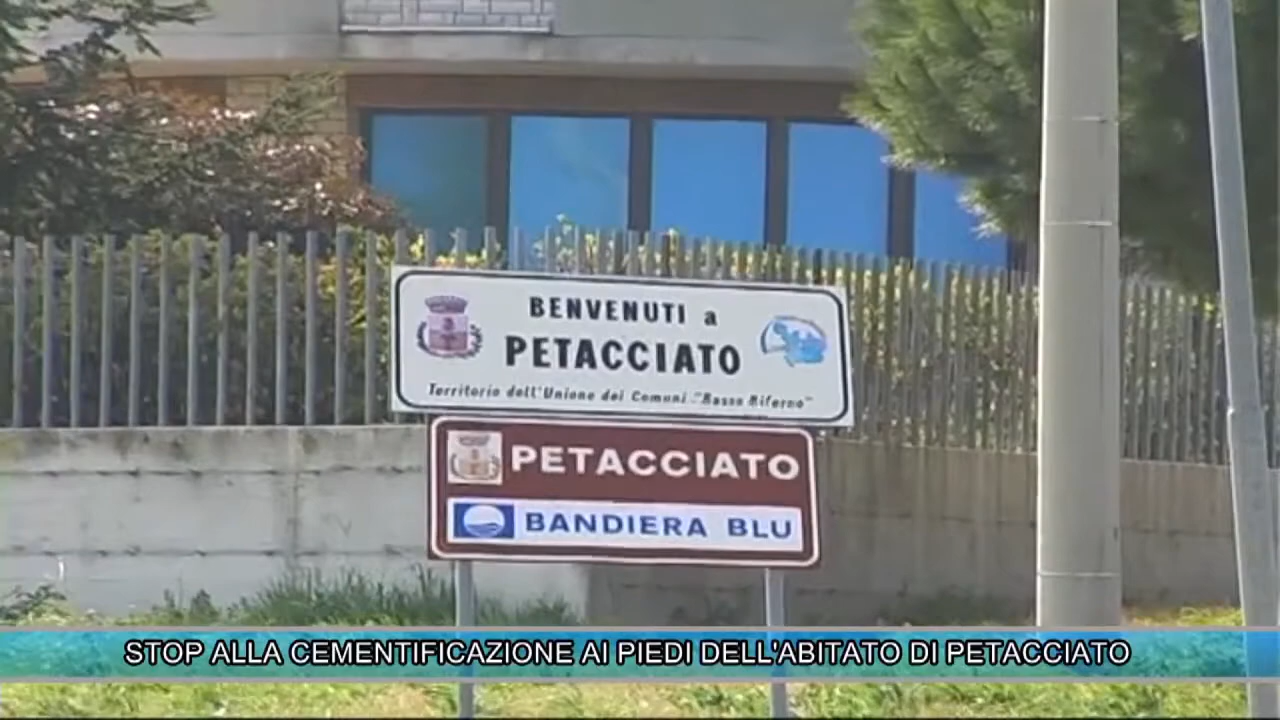 BENVENUTI a
PETACCIATO
Territorio dell'Unione dei Comuni "Basso Biferno"
PETACCIATO
BANDIERA BLU
STOP ALLA CEMENTIFICAZIONE AI PIEDI DELL'ABITATO DI PETACCIATO